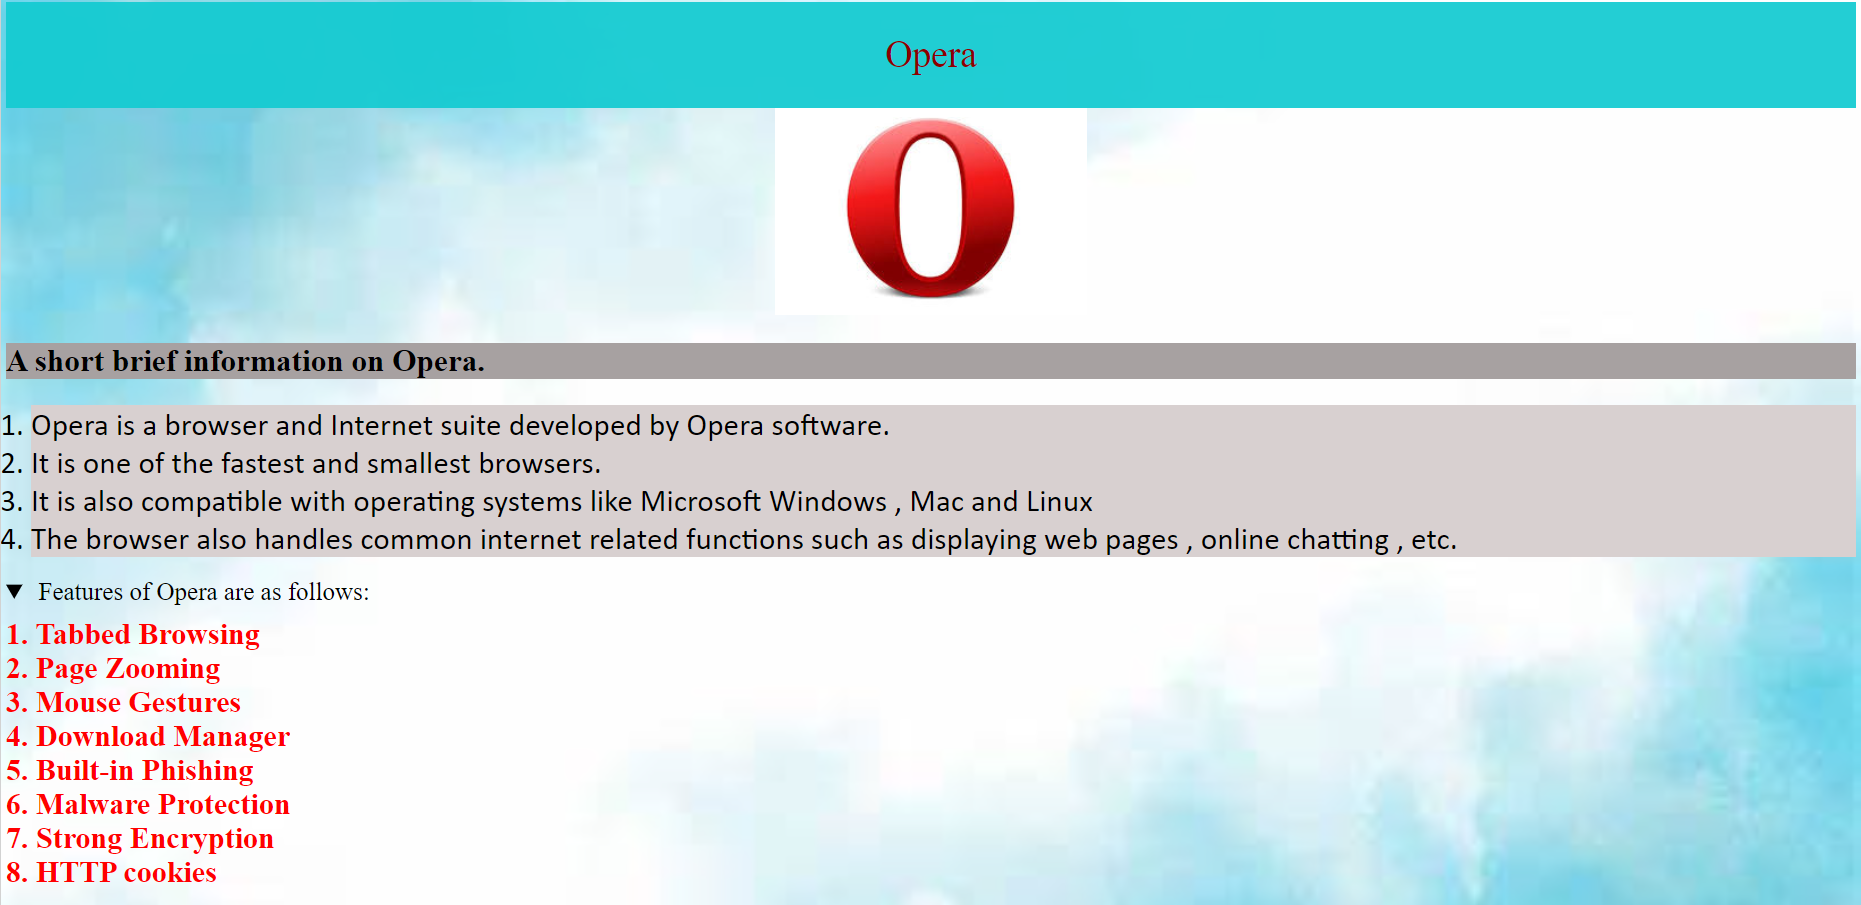 Opera
A short brief information on Opera.
1. Opera is a browser and Internet suite developed by Opera software.
2. It is one of the fastest and smallest browsers.
3. It is also compatible with operating systems like Microsoft Windows , Mac and Linux
4. The browser also handles common internet related functions such as displaying web pages , online chatting , etc.
▼ Features of Opera are as follows:
1. Tabbed Browsing
2. Page Zooming
3. Mouse Gestures
4. Download Manager
5. Built-in Phishing
6. Malware Protection
7. Strong Encryption
8. HTTP cookies